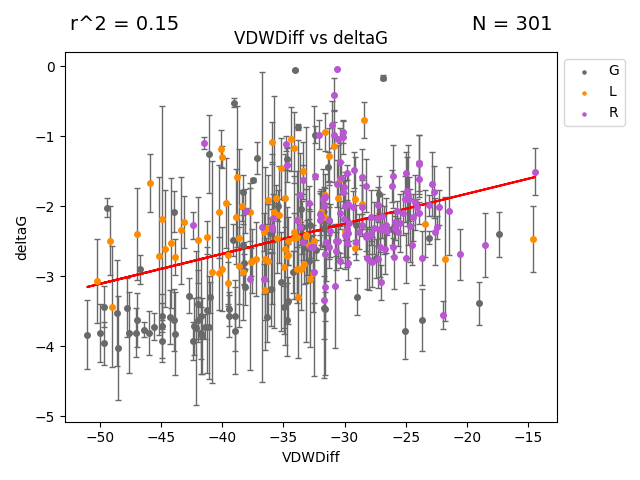 r^2 = 0.15
N = 301
VDWDiff vs deltaG
G
L
R
0
−1
−2
−3
−4
−5
deltaG
−50
−45
−40
−35
−30
−25
−20
−15
VDWDiff